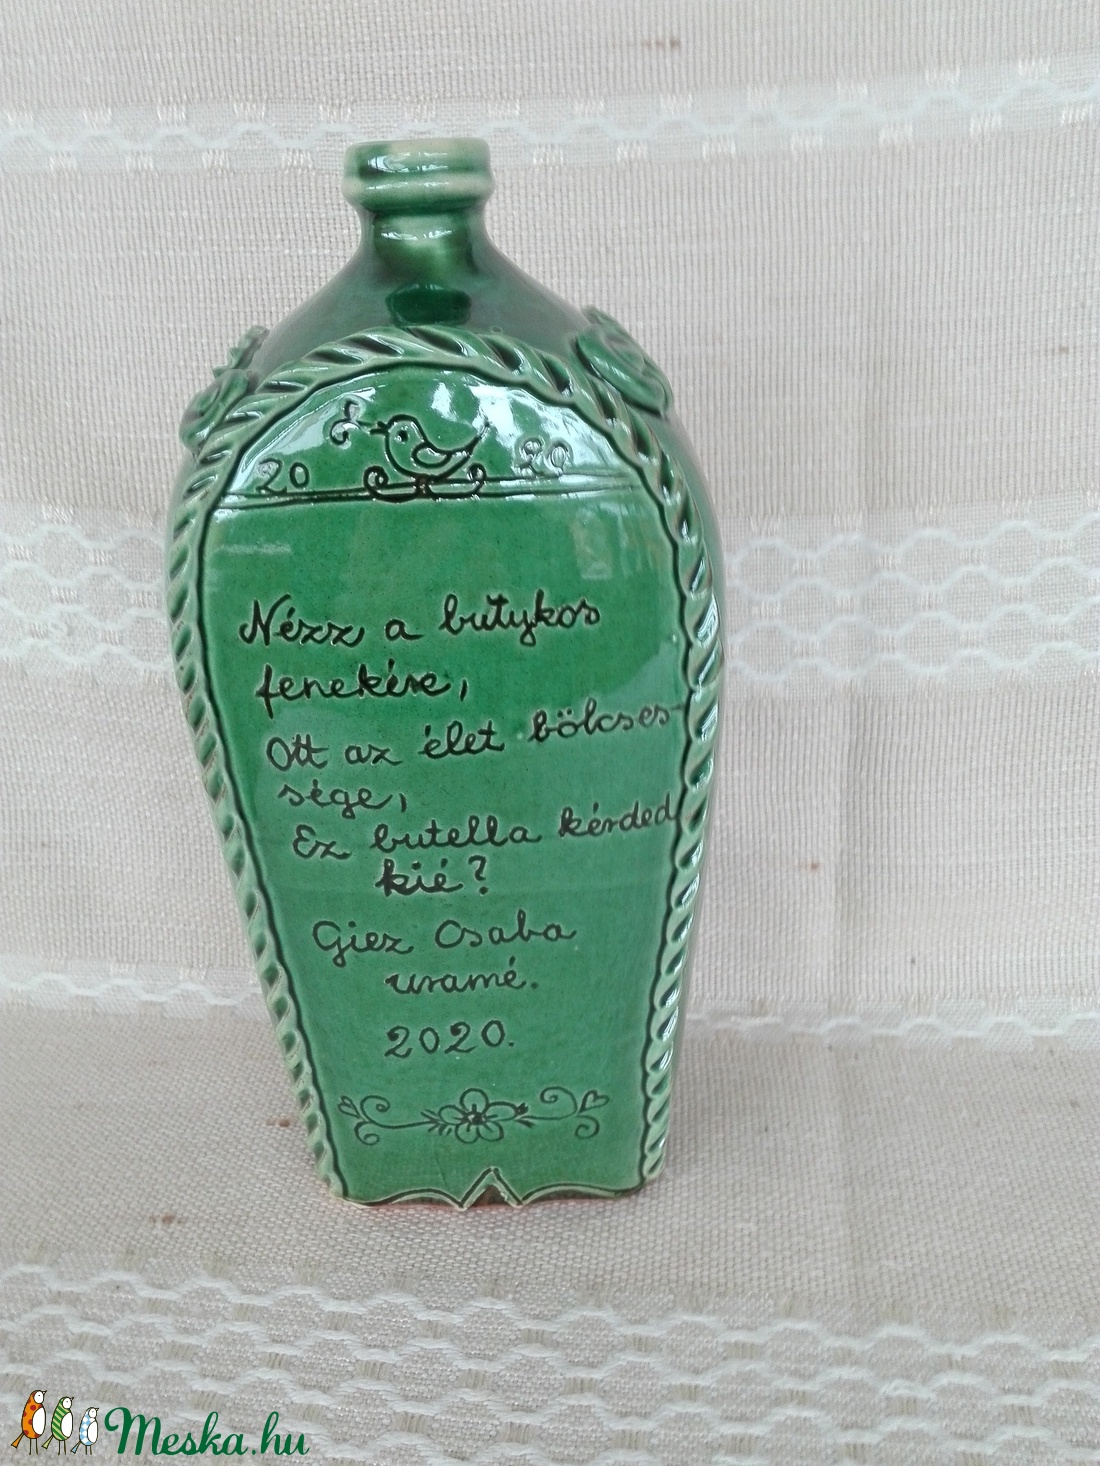 20 20
Nézz a butykos
fenekére,
Ott az élet bölcses-
sége,
Ez butella kérded
kié?
Giez Csaba
uramé.
2020.
Meska.hu